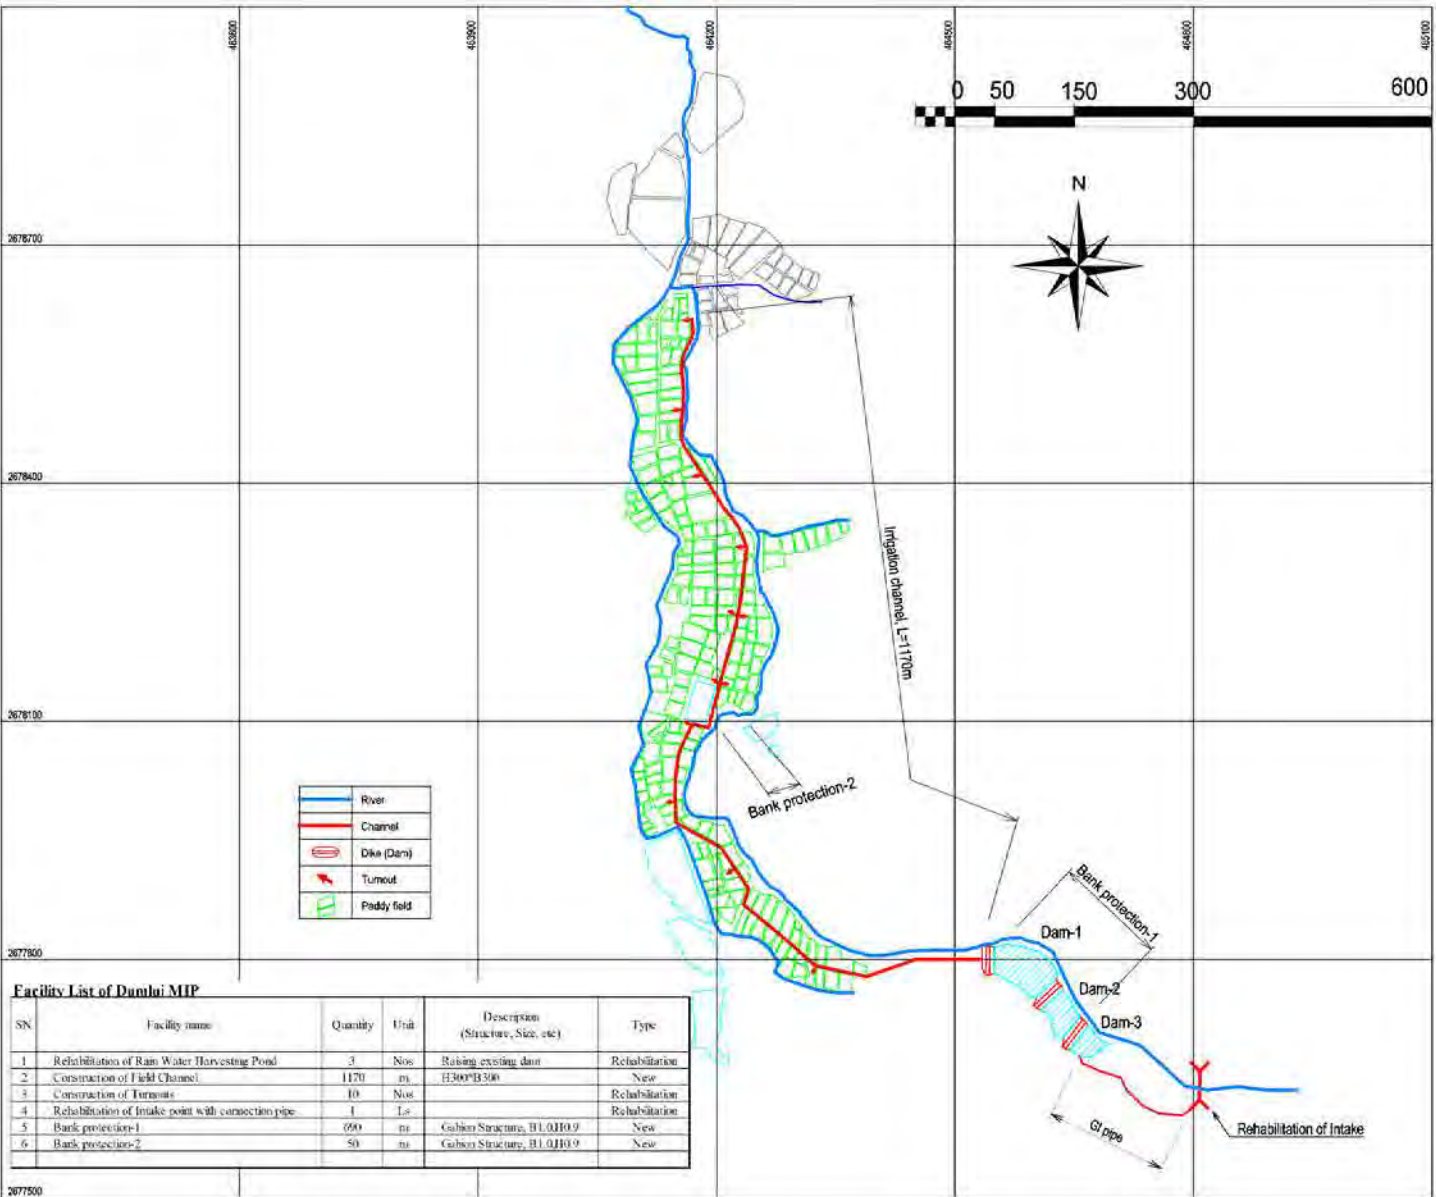 463600
463900
464200
464500
464800
465100
0 50 150 300 600
N
2678700
2678400
Irrigation channel, L=1170m
2678100
Bank protection-2
River
Channel
Dike (Dam)
Turnout
Paddy field
Bank protection-1
Dam-1
2677800
Dam-2
Dam-3
GI pipe
Rehabilitation of Intake
Facility List of Dumlui MIP
SN Facility name Quantity Unit Description (Structure, Size, etc) Type
1 Rehabilitation of Rain Water Harvesting Pond 3 Nos Raising existing dam Rehabilitation
2 Construction of Field Channel 1170 m H300*B300 New
3 Construction of Turnouts 10 Nos Rehabilitation
4 Rehabilitation of Intake point with connection pipe 1 Ls Rehabilitation
5 Bank protection-1 690 m Gabion Structure, B1.0,H0.9 New
6 Bank protection-2 50 m Gabion Structure, B1.0,H0.9 New
2677500